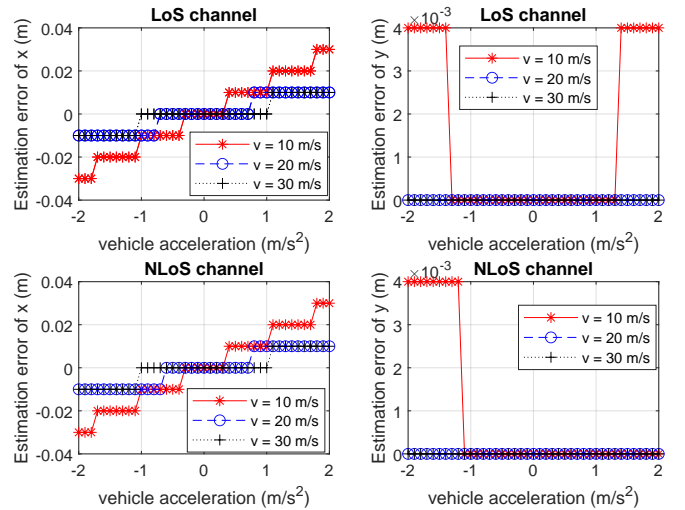 LoS channel
Estimation error of x (m)
0.04
0.02
0
-0.02
-0.04
v = 10 m/s
v = 20 m/s
v = 30 m/s
-2 -1 0 1 2
vehicle acceleration (m/s²)
LoS channel
×10⁻³
Estimation error of y (m)
4
3
2
1
0
v = 10 m/s
v = 20 m/s
v = 30 m/s
-2 -1 0 1 2
vehicle acceleration (m/s²)
NLoS channel
Estimation error of x (m)
0.04
0.02
0
-0.02
-0.04
v = 10 m/s
v = 20 m/s
v = 30 m/s
-2 -1 0 1 2
vehicle acceleration (m/s²)
NLoS channel
×10⁻³
Estimation error of y (m)
4
3
2
1
0
v = 10 m/s
v = 20 m/s
v = 30 m/s
-2 -1 0 1 2
vehicle acceleration (m/s²)